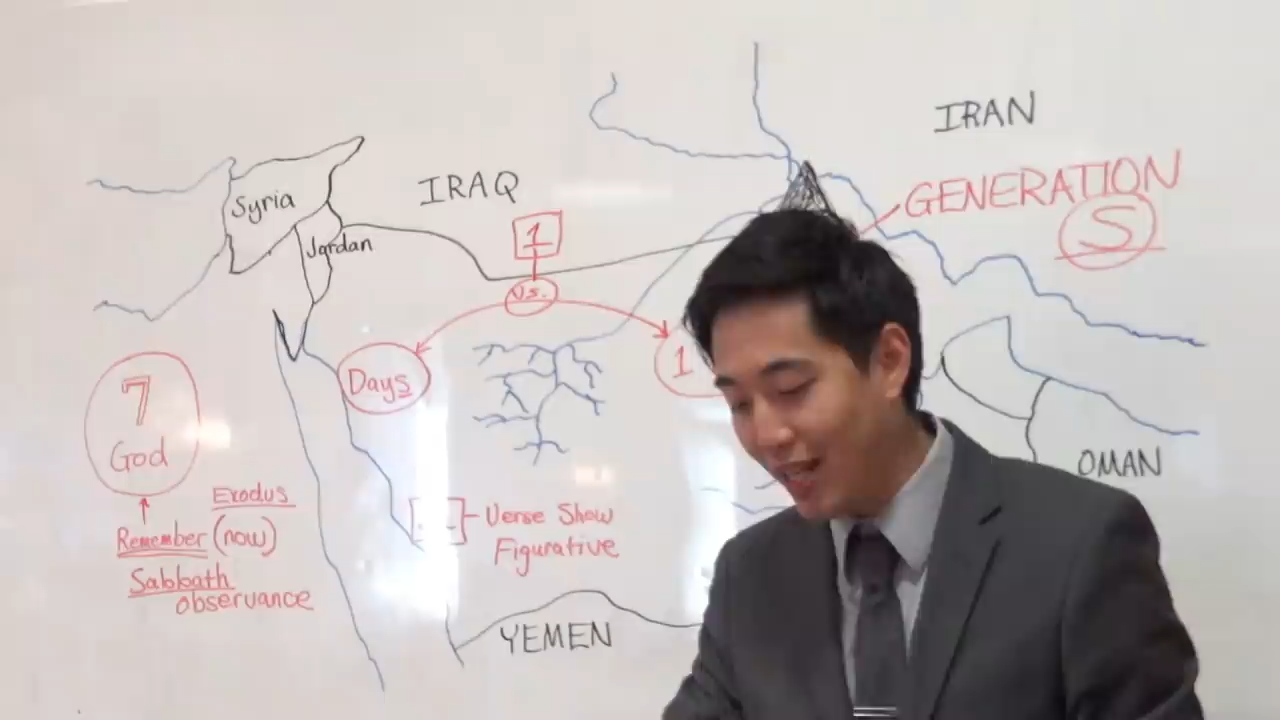 IRAN
GENERATION
S
IRAQ
Syria
Jordan
1
vs.
Days
1
7
God
OMAN
Exodus
Remember (now)
Sabbath
observance
Verse Show
Figurative
YEMEN